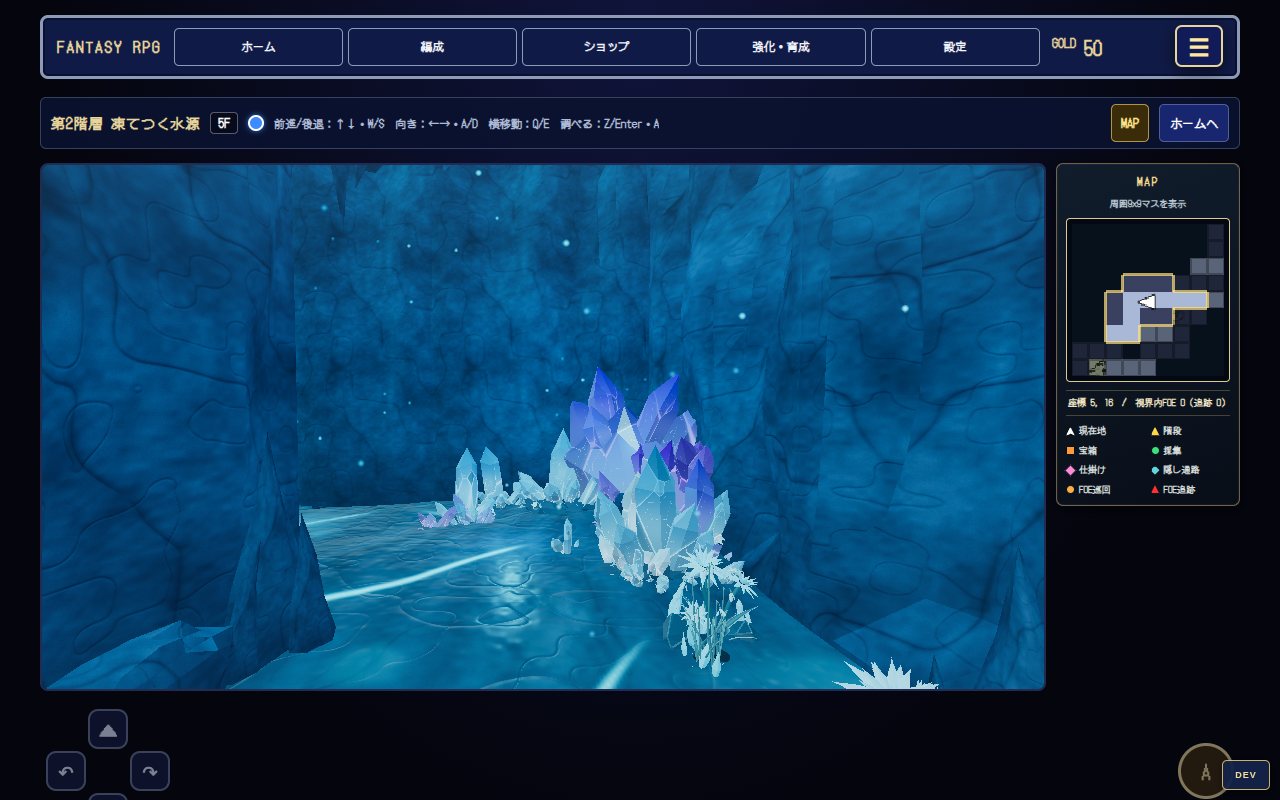 FANTASY RPG
ホーム
編成
ショップ
強化・育成
設定
GOLD 50
第2階層 凍てつく水源
5F
前進/後退：↑↓・W/S 向き：←→・A/D 横移動：Q/E 調べる：Z/Enter・A
MAP
ホームへ
MAP
周囲9x9マスを表示
座標 5, 16 / 視界内FOE 0 (追跡 0)
現在地
階段
宝箱
採集
仕掛け
隠し通路
FOE巡回
FOE追跡
A
DEV